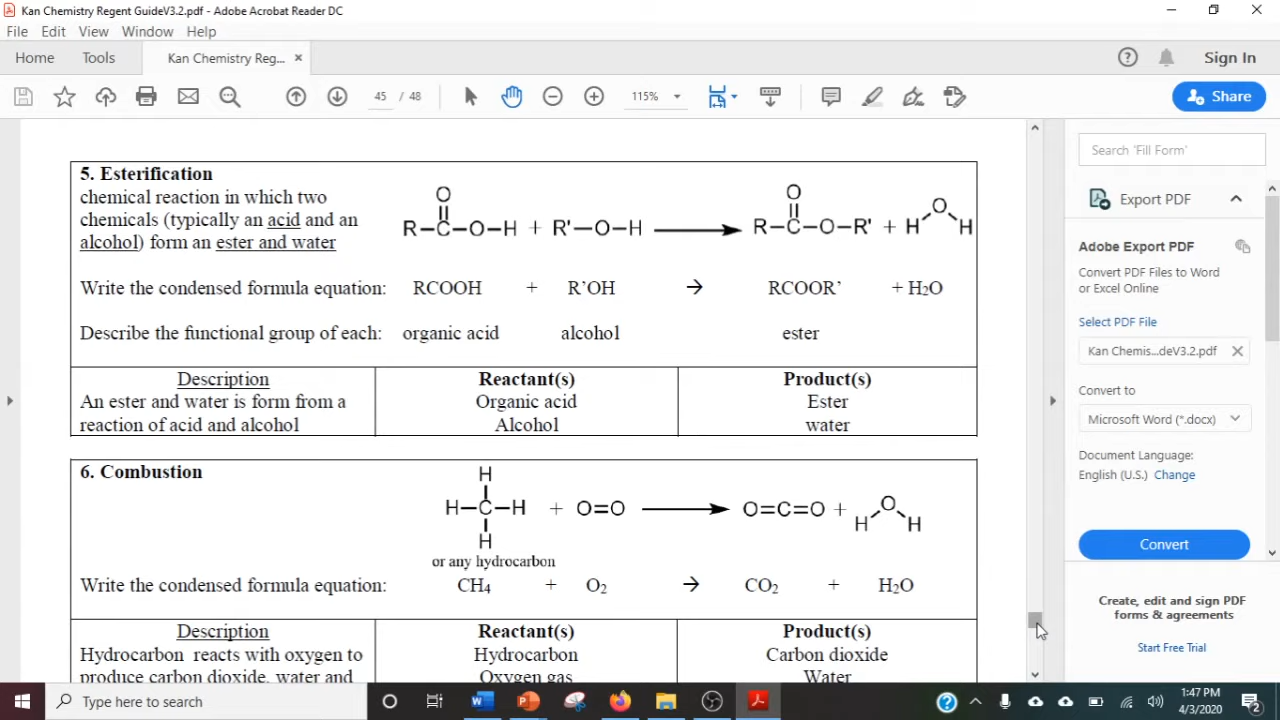 Kan Chemistry Regent GuideV3.2.pdf - Adobe Acrobat Reader DC
File Edit View Window Help
Home Tools Kan Chemistry Reg... × Sign In
45 / 48 115% Share
5. Esterification
chemical reaction in which two
chemicals (typically an acid and an
alcohol) form an ester and water
O
R–C–O–H + R'–O–H
O
R–C–O–R' + H O H
Write the condensed formula equation: RCOOH + R’OH → RCOOR’ + H2O
Describe the functional group of each: organic acid alcohol ester
Description Reactant(s) Product(s)
An ester and water is form from a Organic acid Ester
reaction of acid and alcohol Alcohol water
6. Combustion
H
H–C–H + O=O O=C=O + H O H
H
or any hydrocarbon
Write the condensed formula equation: CH4 + O2 → CO2 + H2O
Description Reactant(s) Product(s)
Hydrocarbon reacts with oxygen to Hydrocarbon Carbon dioxide
produce carbon dioxide, water and Oxygen gas Water
Search 'Fill Form'
Export PDF
Adobe Export PDF
Convert PDF Files to Word
or Excel Online
Select PDF File
Kan Chemis...deV3.2.pdf
Convert to
Microsoft Word (*.docx)
Document Language:
English (U.S.) Change
Convert
Create, edit and sign PDF
forms & agreements
Start Free Trial
Type here to search
1:47 PM
4/3/2020
2